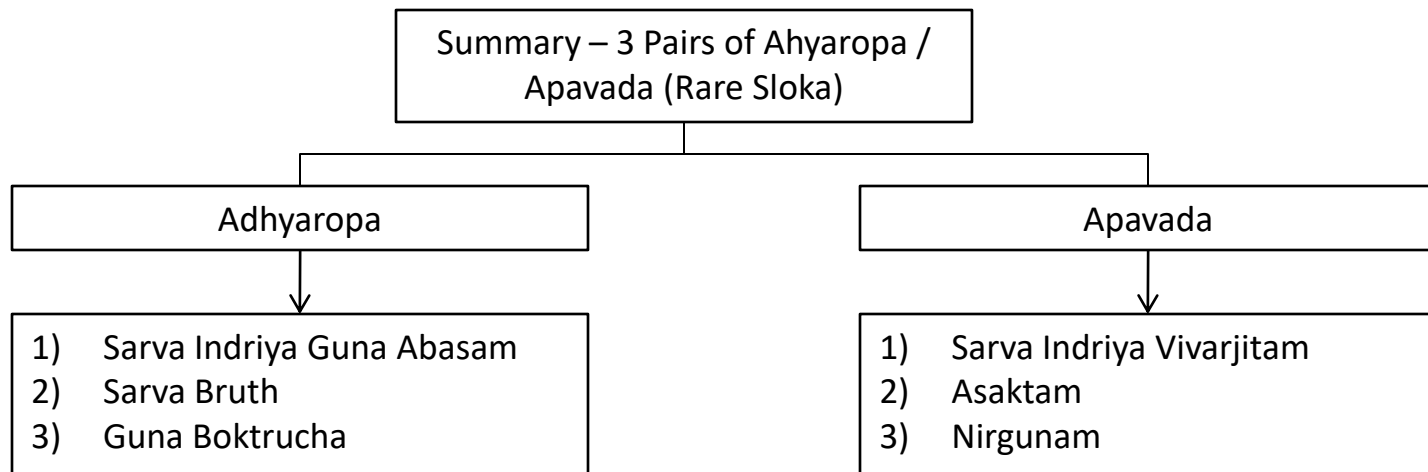 Summary – 3 Pairs of Ahyaropa /
Apavada (Rare Sloka)
Adhyaropa
Apavada
1) Sarva Indriya Guna Abasam
2) Sarva Bruth
3) Guna Boktrucha
1) Sarva Indriya Vivarjitam
2) Asaktam
3) Nirgunam